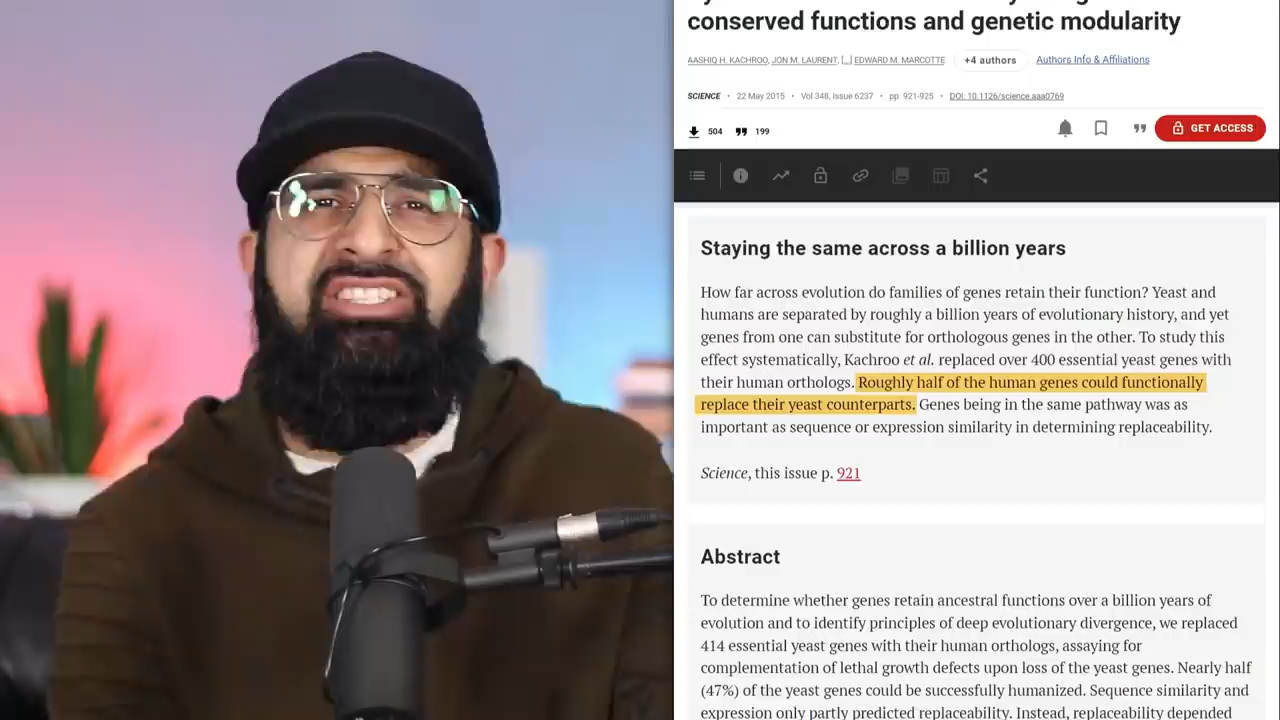 conserved functions and genetic modularity
AASHIQ H. KACHROO, JON M. LAURENT, [...] EDWARD M. MARCOTTE +4 authors Authors Info & Affiliations
SCIENCE • 22 May 2015 • Vol 348, Issue 6237 • pp 921-925 • DOI: 10.1126/science.aaa0769
504 199 GET ACCESS
Staying the same across a billion years
How far across evolution do families of genes retain their function? Yeast and
humans are separated by roughly a billion years of evolutionary history, and yet
genes from one can substitute for orthologous genes in the other. To study this
effect systematically, Kachroo et al. replaced over 400 essential yeast genes with
their human orthologs. Roughly half of the human genes could functionally
replace their yeast counterparts. Genes being in the same pathway was as
important as sequence or expression similarity in determining replaceability.
Science, this issue p. 921
Abstract
To determine whether genes retain ancestral functions over a billion years of
evolution and to identify principles of deep evolutionary divergence, we replaced
414 essential yeast genes with their human orthologs, assaying for
complementation of lethal growth defects upon loss of the yeast genes. Nearly half
(47%) of the yeast genes could be successfully humanized. Sequence similarity and
expression only partly predicted replaceability. Instead, replaceability depended